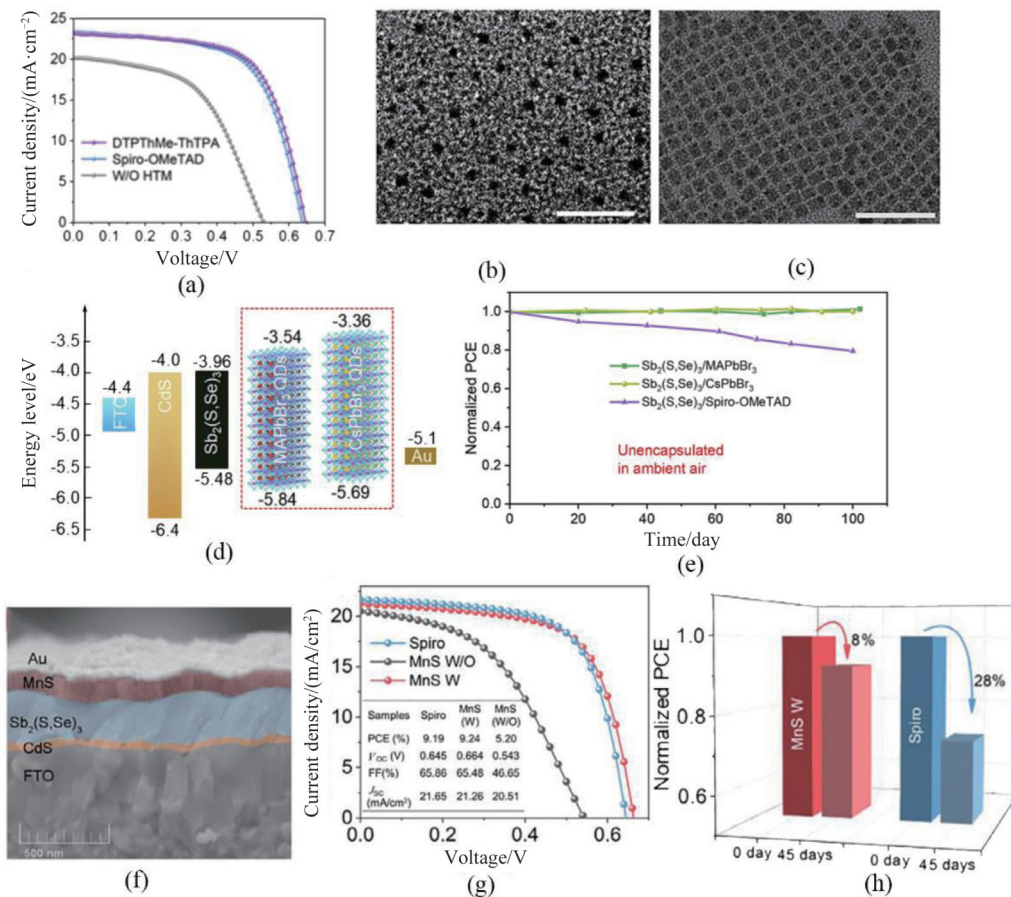 25
20
15
10
5
0
Current density/(mA·cm⁻²)
DTPThMe-ThTPA
Spiro-OMeTAD
W/O HTM
0.0 0.1 0.2 0.3 0.4 0.5 0.6 0.7
Voltage/V
(a)
(b)
(c)
Energy level/eV
-3.5
-4.0
-4.5
-5.0
-5.5
-6.0
-6.5
-4.4
FTO
-4.0
CdS
-6.4
-3.96
Sb₂(S,Se)₃
-5.48
-3.54
MAPbBr₃ QDs
-5.84
-3.36
CsPbBr₃ QDs
-5.69
-5.1
Au
(d)
Normalized PCE
1.0
0.8
0.6
0.4
0.2
0.0
Sb₂(S,Se)₃/MAPbBr₃
Sb₂(S,Se)₃/CsPbBr₃
Sb₂(S,Se)₃/Spiro-OMeTAD
Unencapsulated
in ambient air
0 20 40 60 80 100
Time/day
(e)
Au
MnS
Sb₂(S,Se)₃
CdS
FTO
500 nm
(f)
Current density/(mA/cm²)
20
15
10
5
0
Spiro
MnS W/O
MnS W
Samples Spiro MnS (W) MnS (W/O)
PCE (%) 9.19 9.24 5.20
V_OC (V) 0.645 0.664 0.543
FF(%) 65.86 65.48 46.65
J_SC (mA/cm²) 21.65 21.26 20.51
0.0 0.2 0.4 0.6
Voltage/V
(g)
Normalized PCE
1.0
0.8
0.6
MnS W
8%
Spiro
28%
0 day 45 days 0 day 45 days
(h)